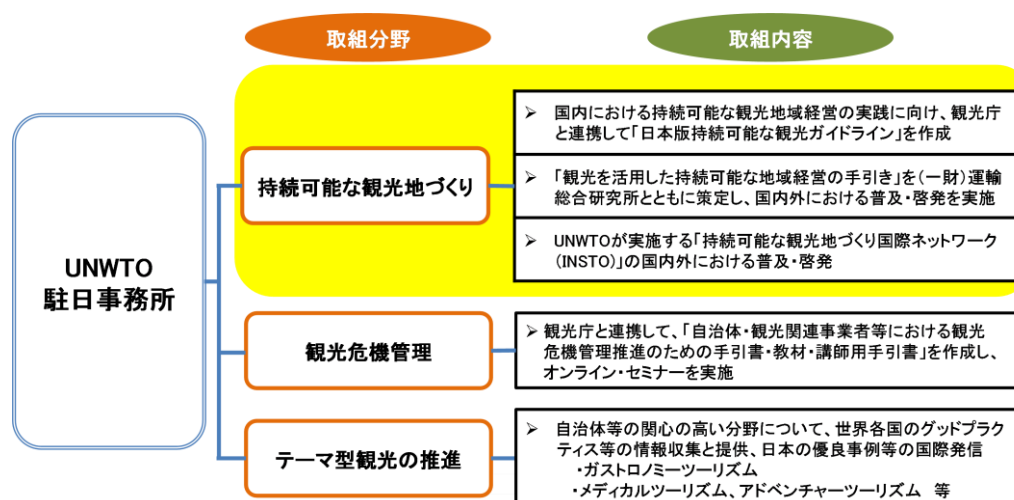 取組分野
取組内容
UNWTO
駐日事務所
持続可能な観光地づくり
➢ 国内における持続可能な観光地域経営の実践に向け、観光庁
と連携して「日本版持続可能な観光ガイドライン」を作成
➢ 「観光を活用した持続可能な地域経営の手引き」を(一財)運輸
総合研究所とともに策定し、国内外における普及・啓発を実施
➢ UNWTOが実施する「持続可能な観光地づくり国際ネットワーク
(INSTO)」の国内外における普及・啓発
観光危機管理
➢ 観光庁と連携して、「自治体・観光関連事業者等における観光
危機管理推進のための手引書・教材・講師用手引書」を作成し、
オンライン・セミナーを実施
テーマ型観光の推進
➢ 自治体等の関心の高い分野について、世界各国のグッドプラク
ティス等の情報収集と提供、日本の優良事例等の国際発信
・ガストロノミーツーリズム
・メディカルツーリズム、アドベンチャーツーリズム 等